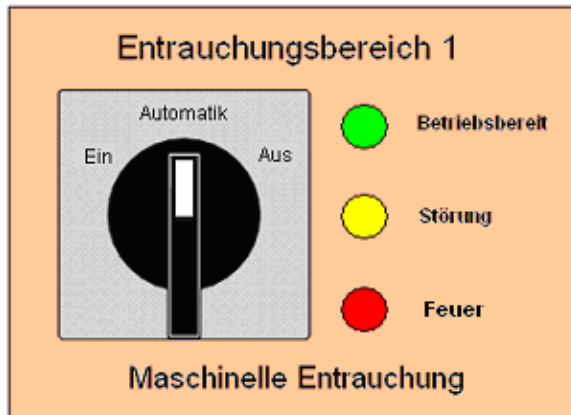 Entrauchungsbereich 1
Automatik
Ein
Aus
Betriebsbereit
Störung
Feuer
Maschinelle Entrauchung